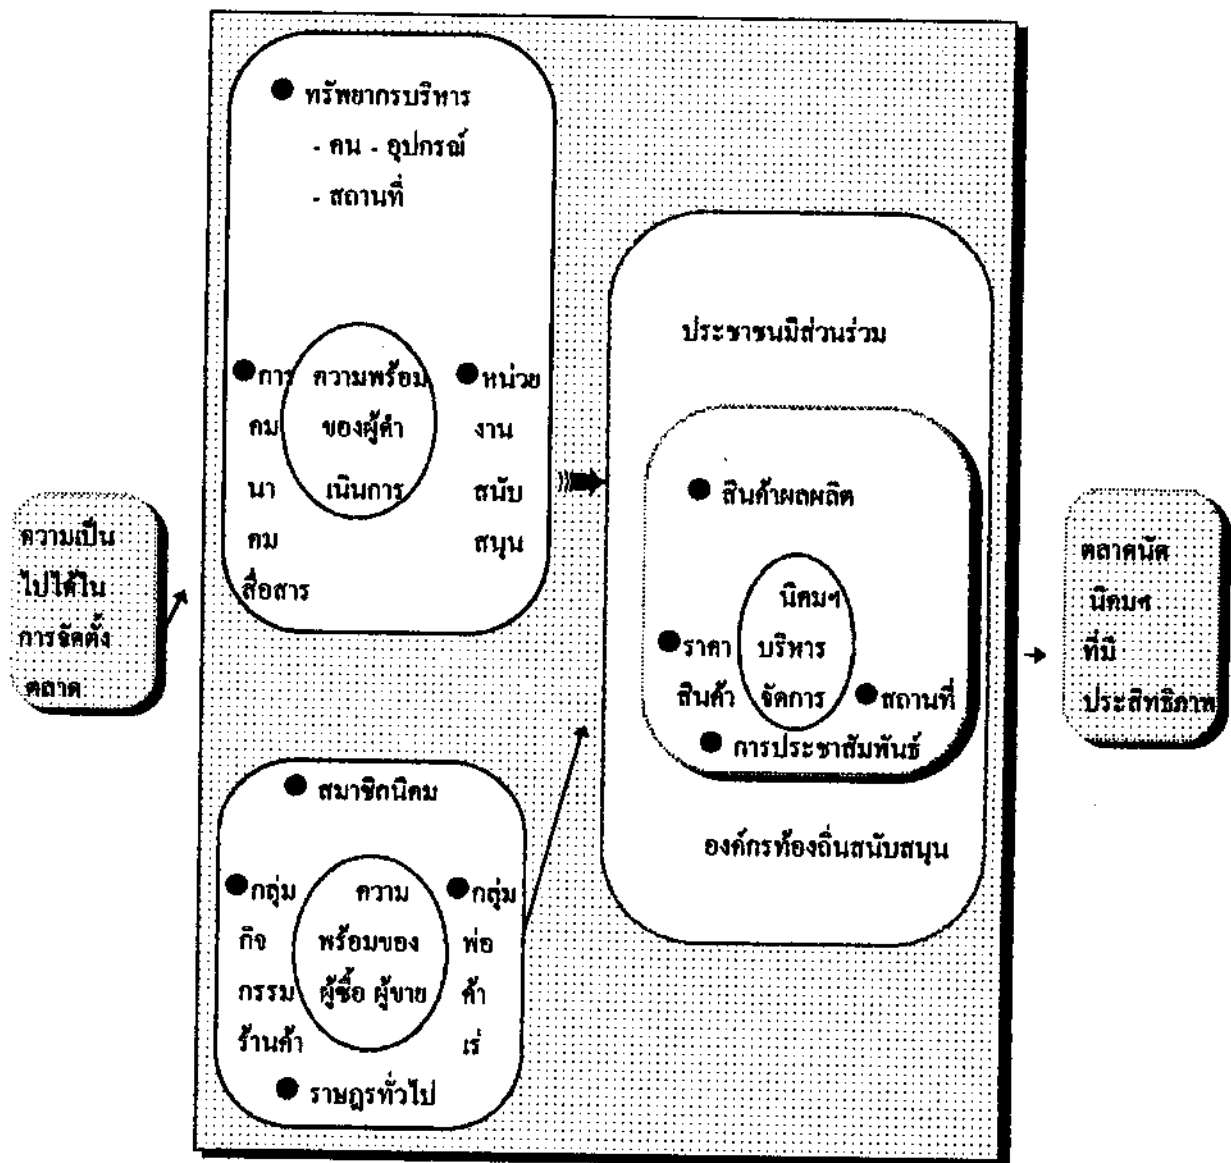 ความเป็น
ไปได้ใน
การจัดตั้ง
ตลาด
● ทรัพยากรบริหาร
- คน - อุปกรณ์
- สถานที่
● การ
คม
นา
คม
สื่อสาร
ความพร้อม
ของผู้ดำ
เนินการ
● หน่วย
งาน
สนับ
สนุน
● สมาชิกนิคม
● กลุ่ม
กิจ
กรรม
ร้านค้า
ความ
พร้อมของ
ผู้ซื้อ ผู้ขาย
● กลุ่ม
พ่อ
ค้า
เร่
● ราษฎรทั่วไป
ประชาชนมีส่วนร่วม
● สินค้าผลผลิต
● ราคา
สินค้า
นิคมฯ
บริหาร
จัดการ
● สถานที่
● การประชาสัมพันธ์
องค์กรท้องถิ่นสนับสนุน
ตลาดนัด
นิคมฯ
ที่มี
ประสิทธิภาพ